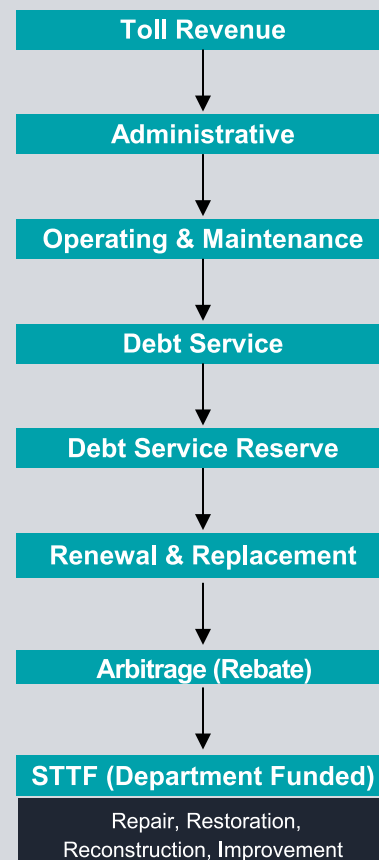 Toll Revenue
Administrative
Operating & Maintenance
Debt Service
Debt Service Reserve
Renewal & Replacement
Arbitrage (Rebate)
STTF (Department Funded)
Repair, Restoration,
Reconstruction, Improvement